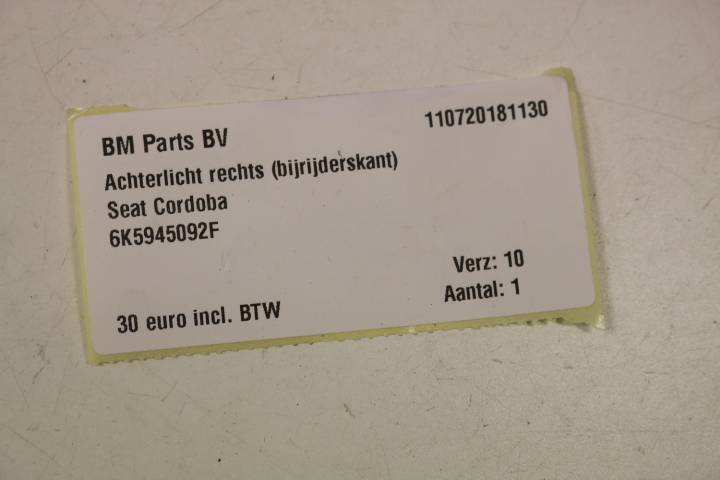 BM Parts BV
110720181130
Achterlicht rechts (bijrijderskant)
Seat Cordoba
6K5945092F
Verz: 10
Aantal: 1
30 euro incl. BTW